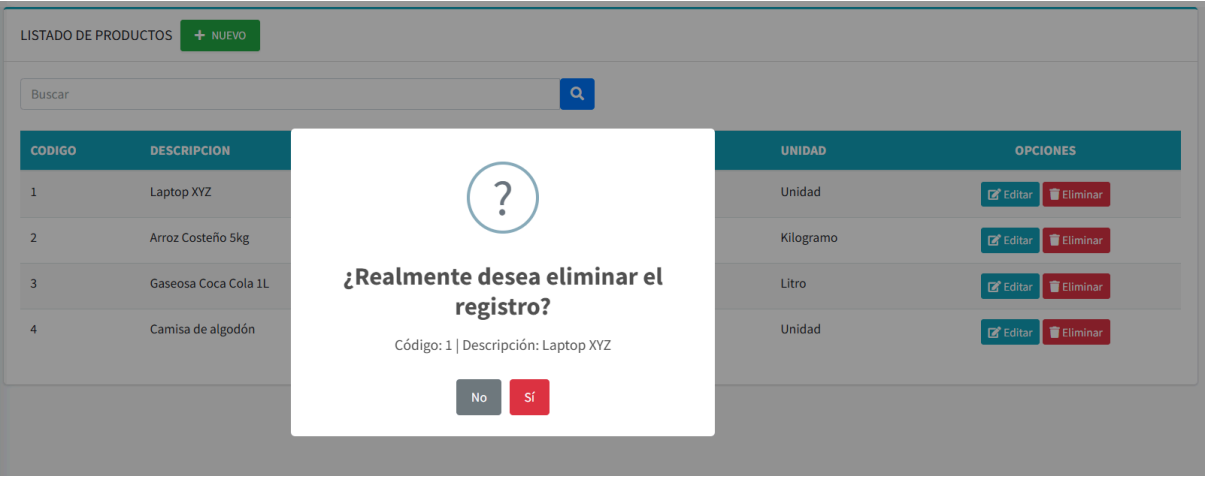 LISTADO DE PRODUCTOS + NUEVO
Buscar
CODIGO DESCRIPCION UNIDAD OPCIONES
1 Laptop XYZ Unidad Editar Eliminar
2 Arroz Costeño 5kg Kilogramo Editar Eliminar
3 Gaseosa Coca Cola 1L Litro Editar Eliminar
4 Camisa de algodón Unidad Editar Eliminar
?
¿Realmente desea eliminar el
registro?
Código: 1 | Descripción: Laptop XYZ
No Sí